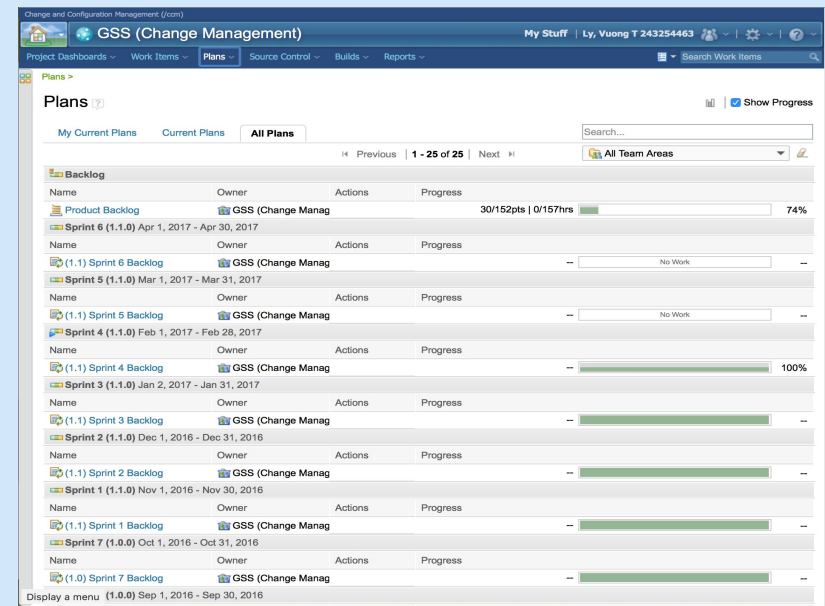 Change and Configuration Management (/ccm)
GSS (Change Management) My Stuff | Ly, Vuong T 243254463
Project Dashboards Work Items Plans Source Control Builds Reports Search Work Items
Plans >
Plans Show Progress
My Current Plans Current Plans All Plans Search...
Previous | 1 - 25 of 25 | Next All Team Areas
Backlog
Name Owner Actions Progress
Product Backlog GSS (Change Manag 30/152pts | 0/157hrs 74%
Sprint 6 (1.1.0) Apr 1, 2017 - Apr 30, 2017
Name Owner Actions Progress
(1.1) Sprint 6 Backlog GSS (Change Manag -- No Work --
Sprint 5 (1.1.0) Mar 1, 2017 - Mar 31, 2017
Name Owner Actions Progress
(1.1) Sprint 5 Backlog GSS (Change Manag -- No Work --
Sprint 4 (1.1.0) Feb 1, 2017 - Feb 28, 2017
Name Owner Actions Progress
(1.1) Sprint 4 Backlog GSS (Change Manag -- 100%
Sprint 3 (1.1.0) Jan 2, 2017 - Jan 31, 2017
Name Owner Actions Progress
(1.1) Sprint 3 Backlog GSS (Change Manag -- --
Sprint 2 (1.1.0) Dec 1, 2016 - Dec 31, 2016
Name Owner Actions Progress
(1.1) Sprint 2 Backlog GSS (Change Manag -- --
Sprint 1 (1.1.0) Nov 1, 2016 - Nov 30, 2016
Name Owner Actions Progress
(1.1) Sprint 1 Backlog GSS (Change Manag -- --
Sprint 7 (1.0.0) Oct 1, 2016 - Oct 31, 2016
Name Owner Actions Progress
(1.0) Sprint 7 Backlog GSS (Change Manag -- --
Display a menu (1.0.0) Sep 1, 2016 - Sep 30, 2016